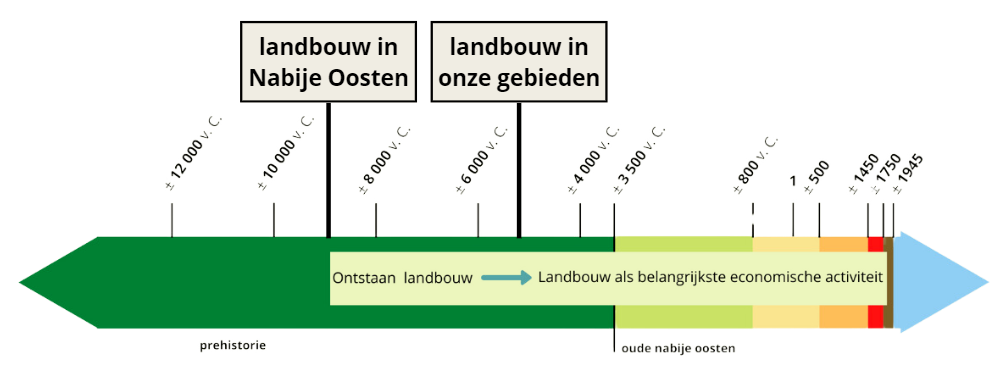 landbouw in
Nabije Oosten
landbouw in
onze gebieden
± 12 000 v. C.
± 10 000 v. C.
± 8 000 v. C.
± 6 000 v. C.
± 4 000 v. C.
± 3 500 v. C.
± 800 v. C.
1
± 500
± 1450
± 1750
± 1945
Ontstaan landbouw
Landbouw als belangrijkste economische activiteit
prehistorie
oude nabije oosten